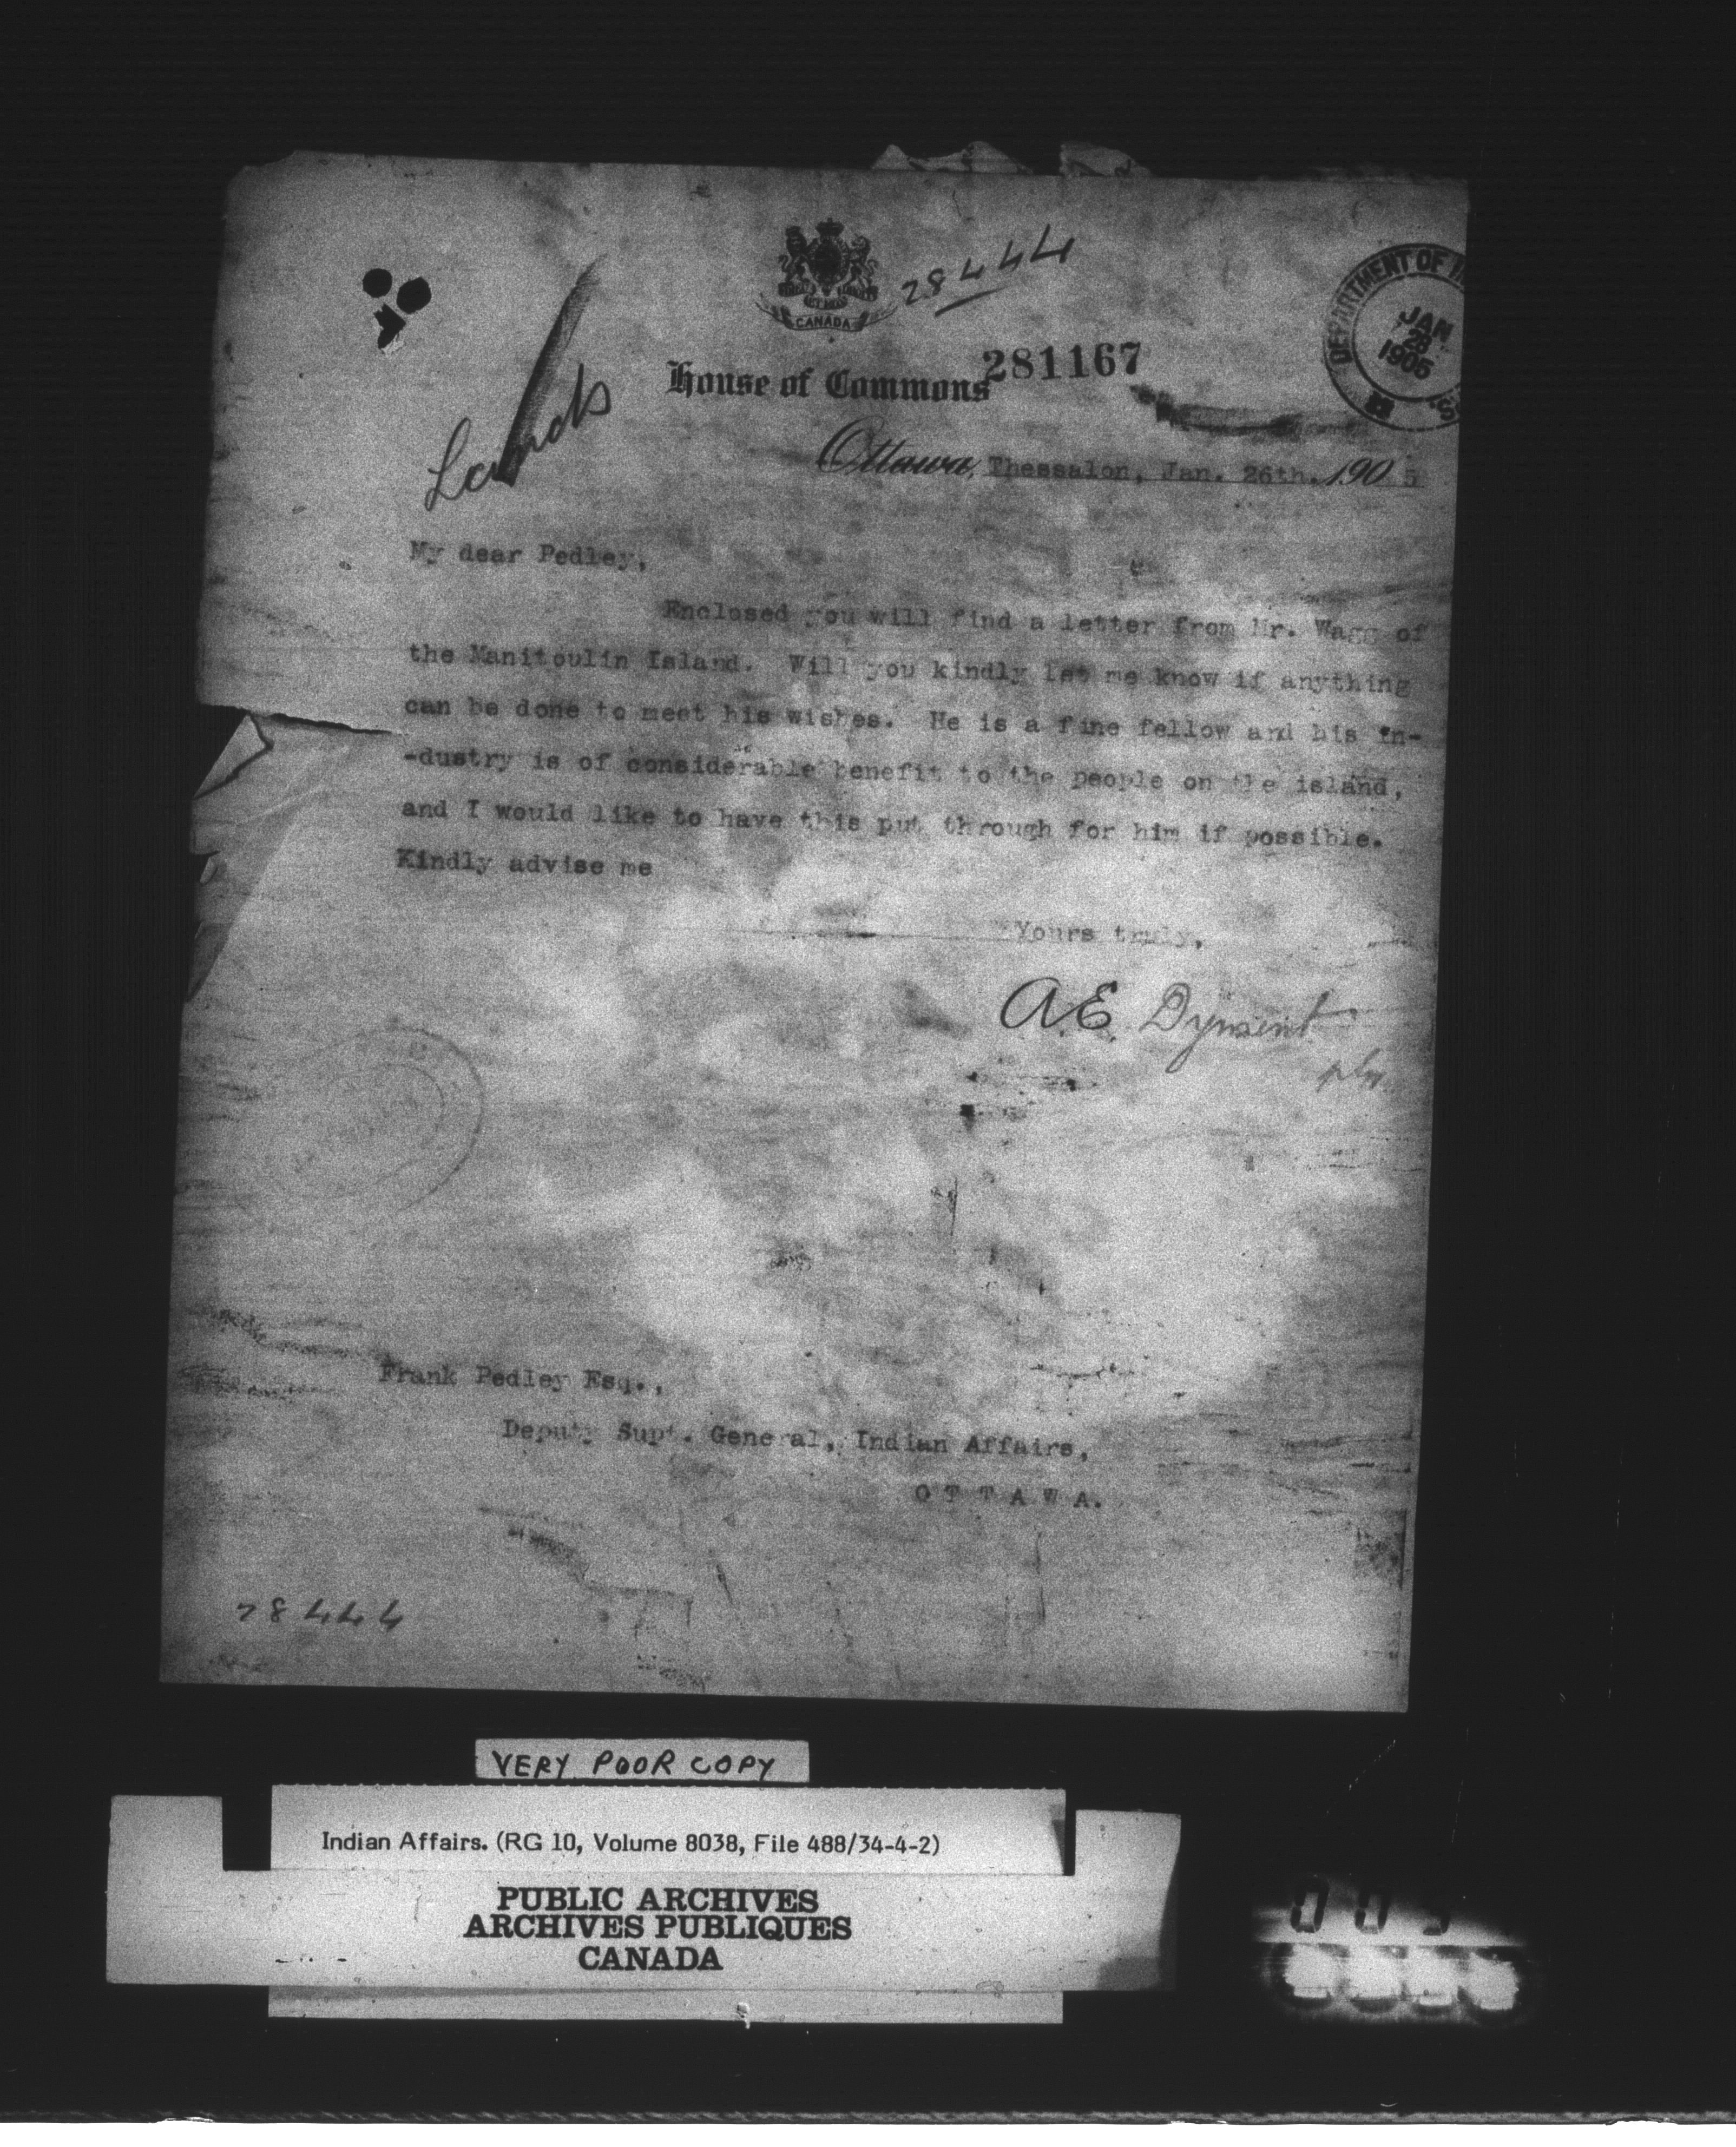 CANADA
28444
House of Commons
281167
DEPARTMENT OF
JAN
28
1905
Lands
Ottawa, Thessalon, Jan. 26th. 190 5
My dear Pedley,
Enclosed you will find a letter from Mr. Wagg of
the Manitoulin Island. Will you kindly let me know if anything
can be done to meet his wishes. He is a fine fellow and his in-
-dustry is of considerable benefit to the people on the island,
and I would like to have this put through for him if possible.
Kindly advise me
Yours truly,
A.E. Dyment
Frank Pedley Esq.,
Deputy Supt. General, Indian Affairs,
O T T A W A.
28444
VERY POOR COPY
Indian Affairs. (RG 10, Volume 8038, File 488/34-4-2)
PUBLIC ARCHIVES
ARCHIVES PUBLIQUES
CANADA